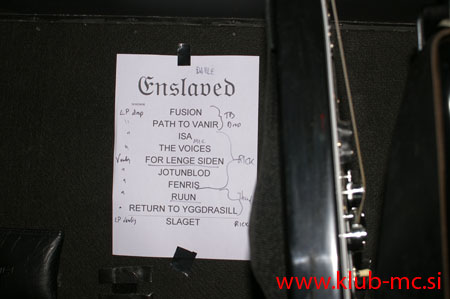 Enslaved
FUSION
PATH TO VANIR
ISA
THE VOICES
FOR LENGE SIDEN
JOTUNBLOD
FENRIS
RUUN
RETURN TO YGGDRASILL
SLAGET RICK
www.klub-mc.si